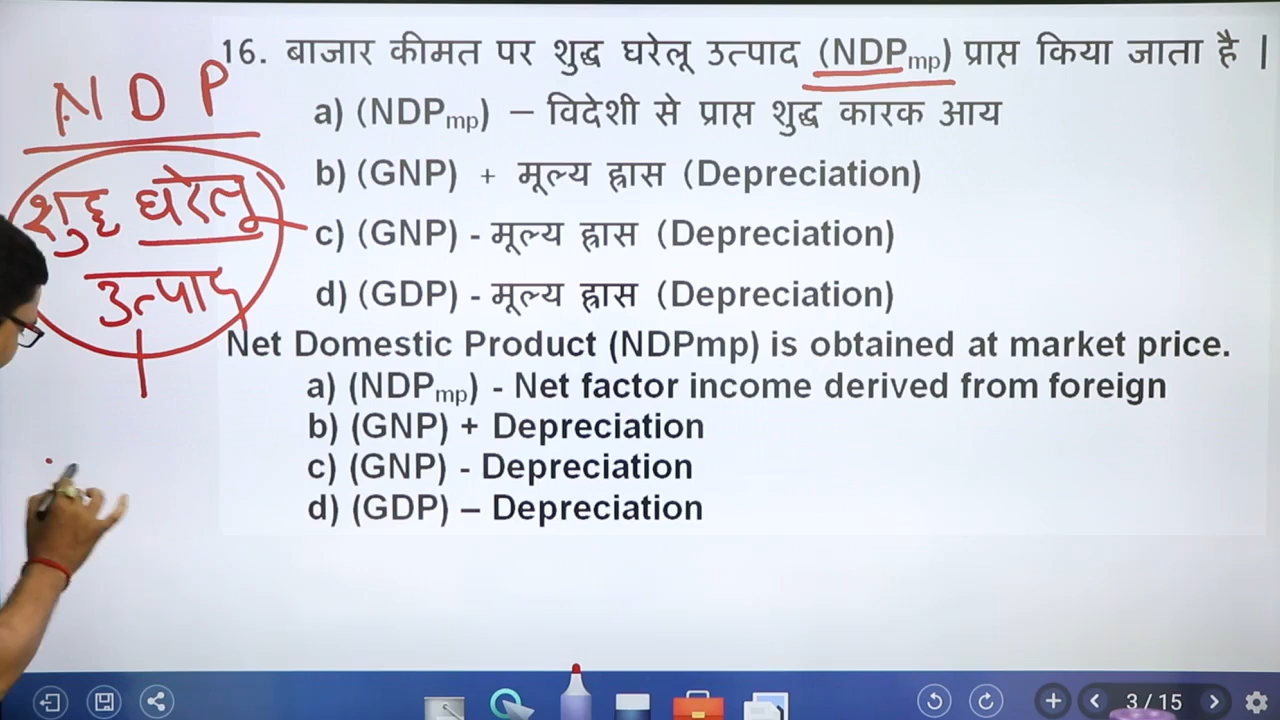 16. बाजार कीमत पर शुद्ध घरेलू उत्पाद (NDPmp) प्राप्त किया जाता है |
a) (NDPmp) – विदेशी से प्राप्त शुद्ध कारक आय
b) (GNP) + मूल्य ह्रास (Depreciation)
c) (GNP) - मूल्य ह्रास (Depreciation)
d) (GDP) - मूल्य ह्रास (Depreciation)
Net Domestic Product (NDPmp) is obtained at market price.
a) (NDPmp) - Net factor income derived from foreign
b) (GNP) + Depreciation
c) (GNP) - Depreciation
d) (GDP) – Depreciation
NDP
शुद्ध घरेलू
उत्पाद
3 / 15